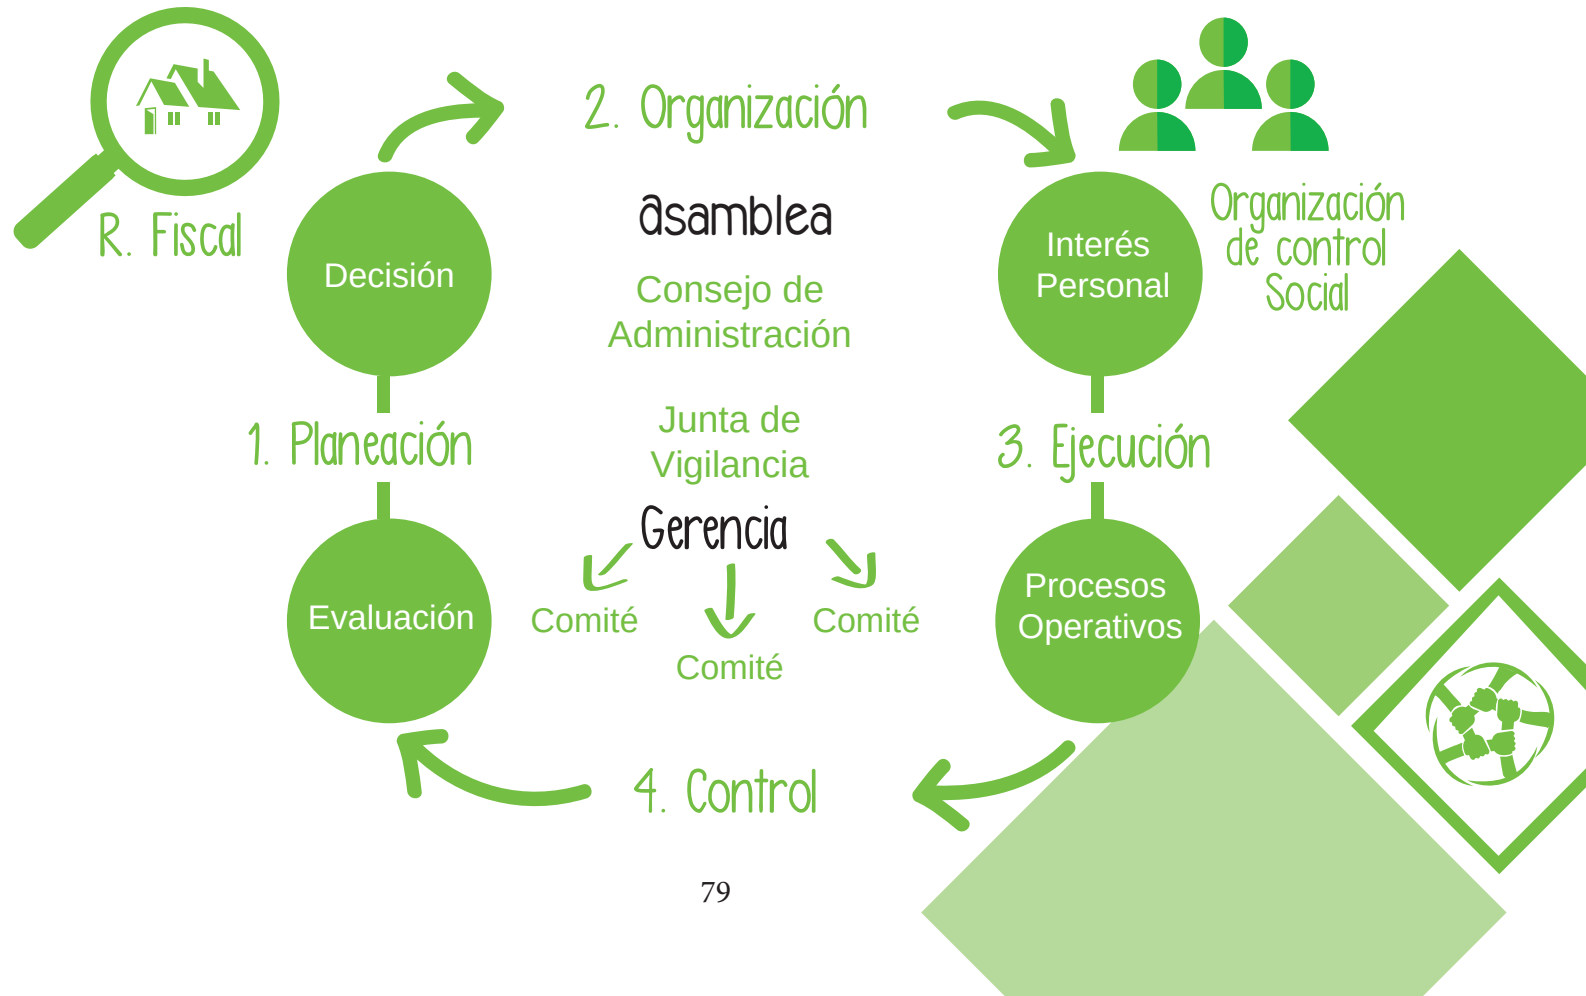 2. Organización
R. Fiscal
Decisión
asamblea
Consejo de
Administración
Junta de
Vigilancia
Gerencia
Comité
Comité
Comité
Interés
Personal
Organización
de control
Social
1. Planeación
3. Ejecución
Evaluación
Procesos
Operativos
4. Control
79